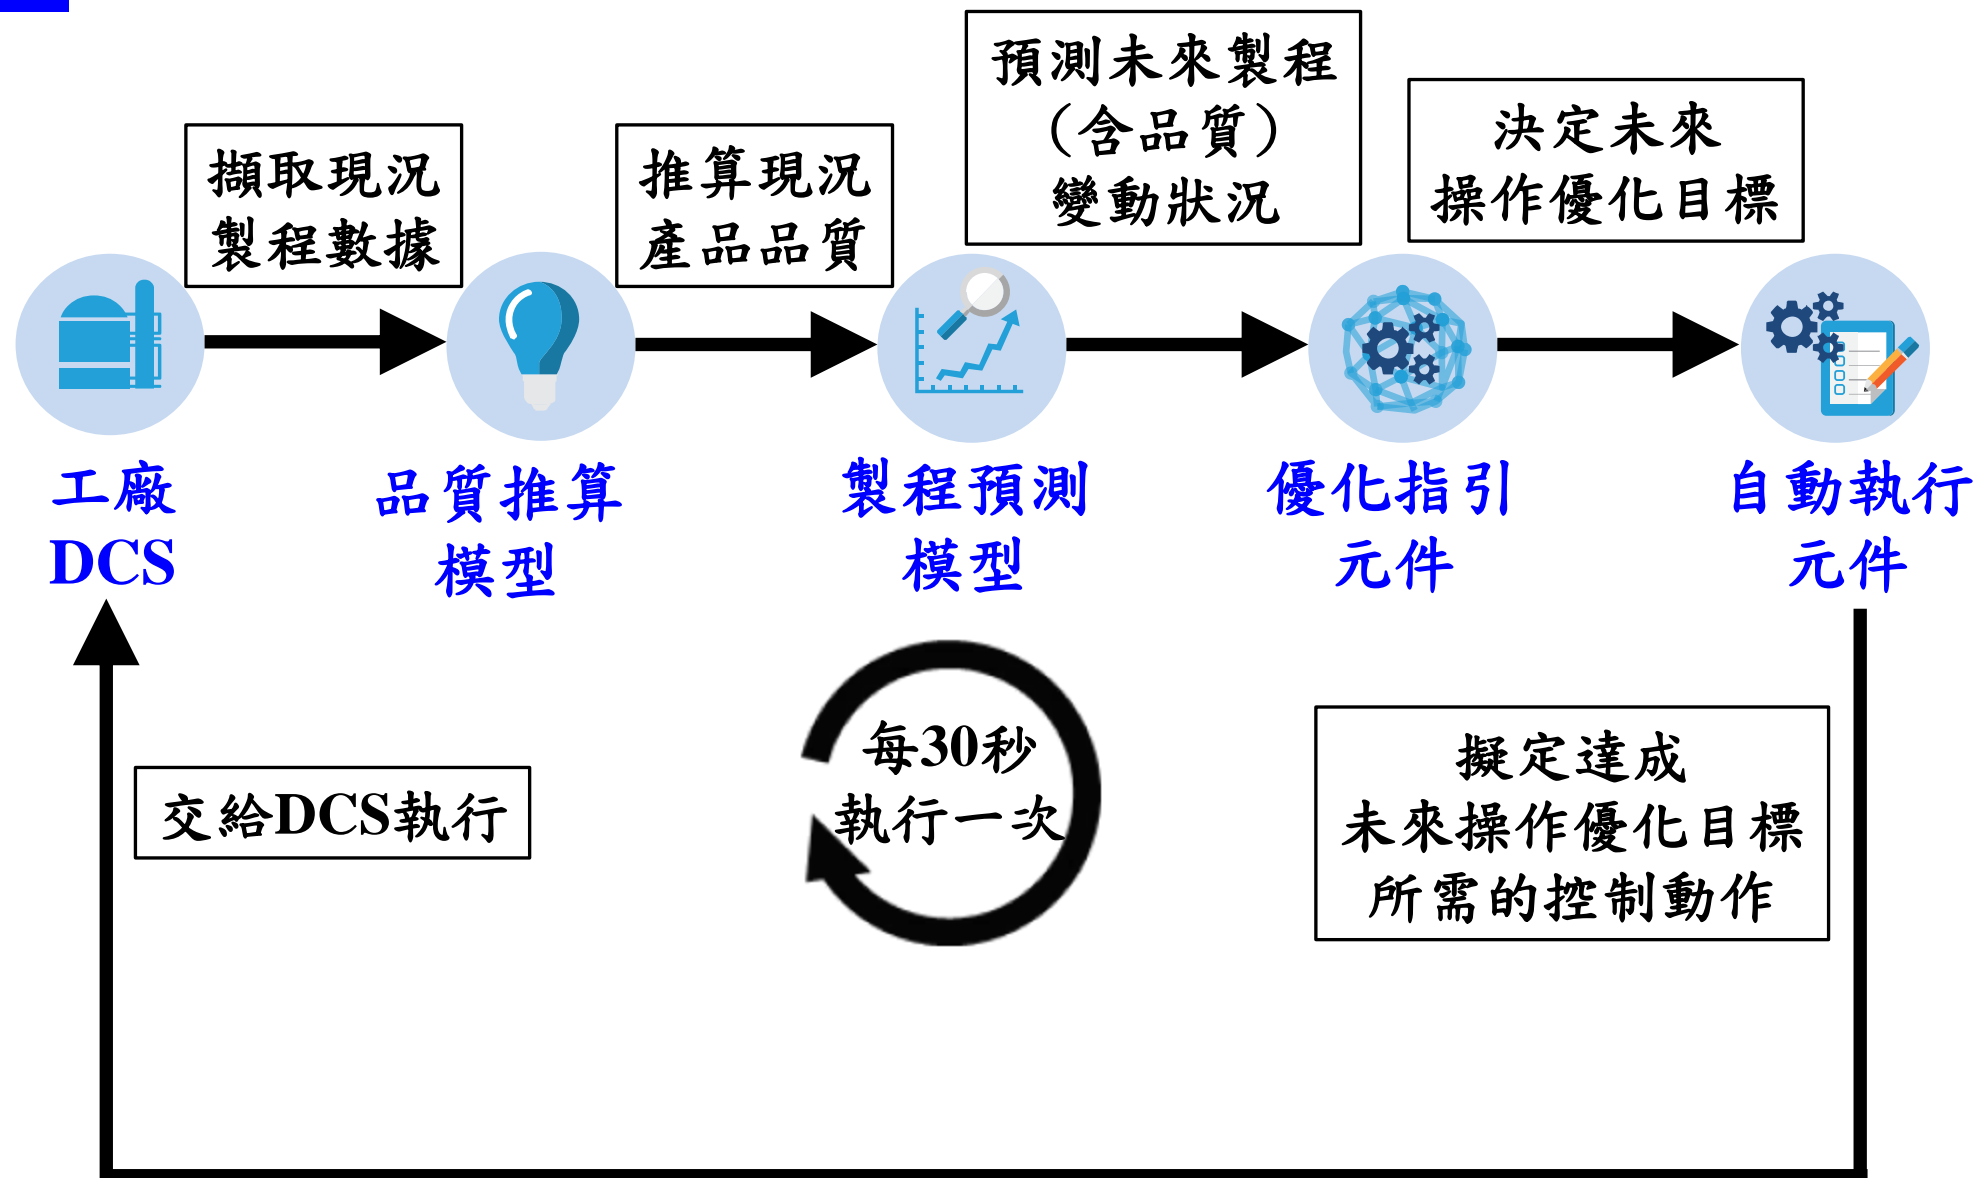 預測未來製程
（含品質）
變動狀況
決定未來
操作優化目標
擷取現況
製程數據
推算現況
產品品質
工廠
DCS
品質推算
模型
製程預測
模型
優化指引
元件
自動執行
元件
每30秒
執行一次
交給DCS執行
擬定達成
未來操作優化目標
所需的控制動作